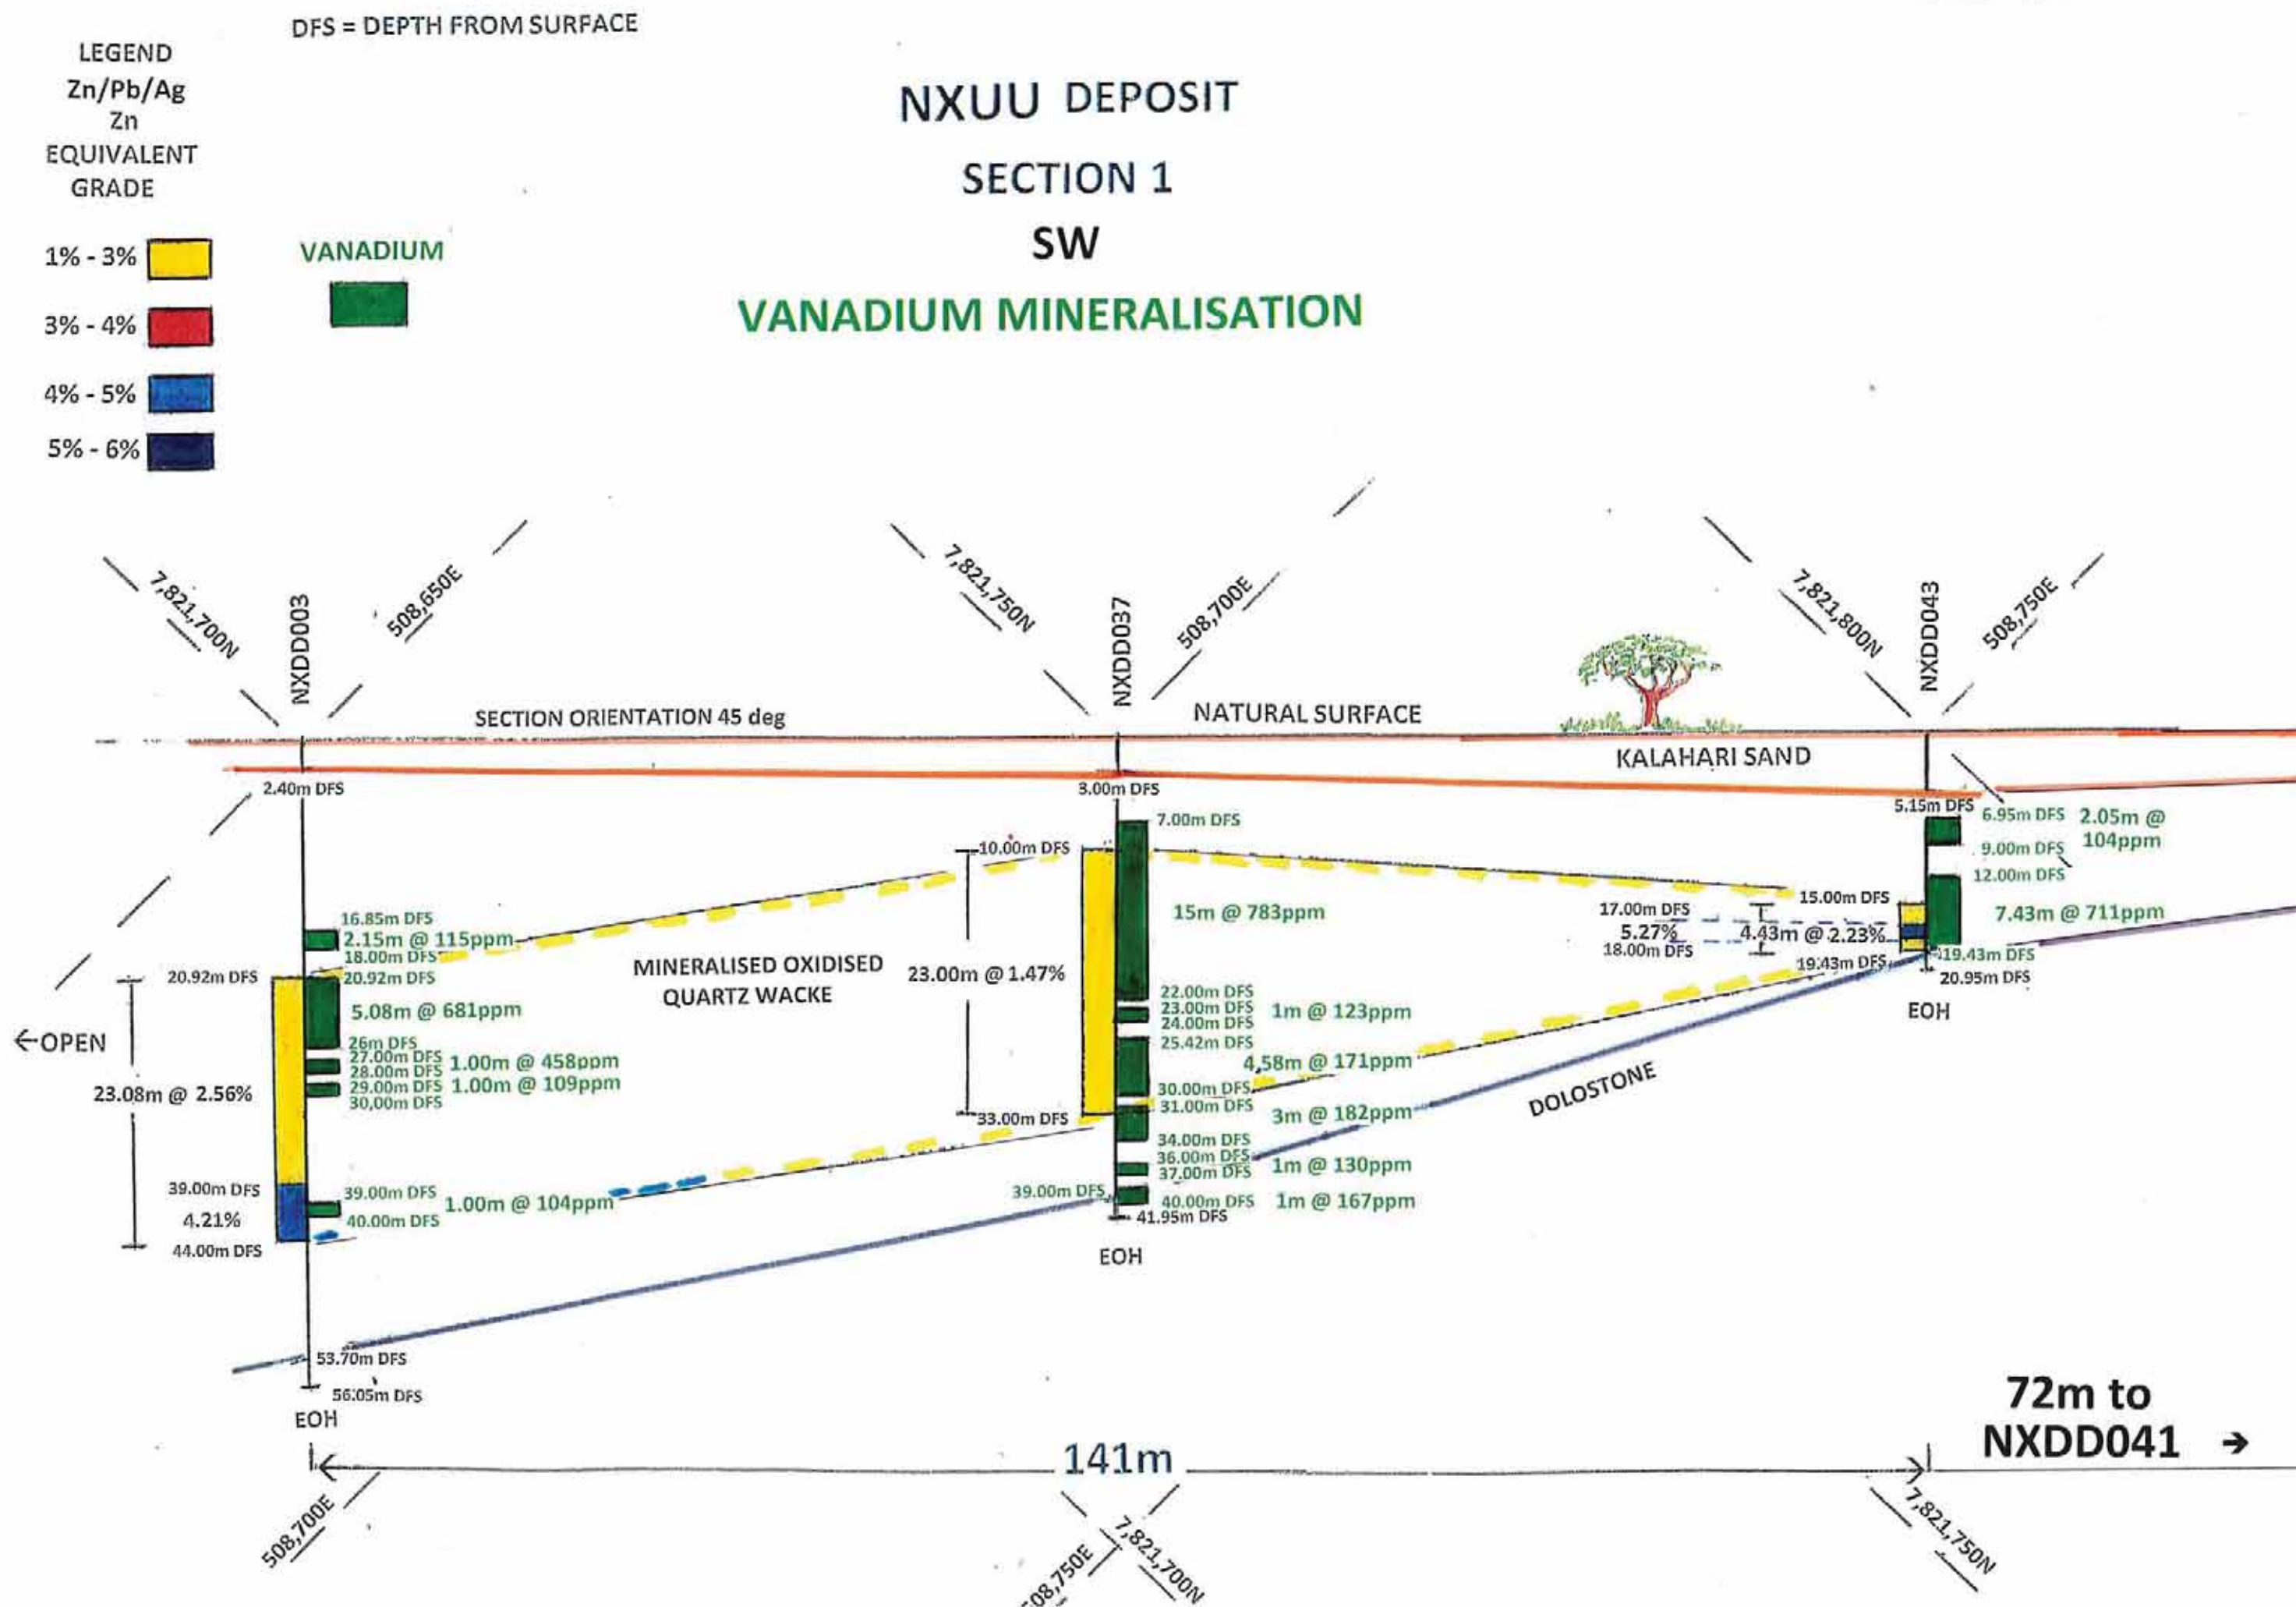 DFS = DEPTH FROM SURFACE
LEGEND
Zn/Pb/Ag
Zn
EQUIVALENT
GRADE
1% - 3%
3% - 4%
4% - 5%
5% - 6%
VANADIUM
NXUU DEPOSIT
SECTION 1
SW
VANADIUM MINERALISATION
7,821,700N
NXDD003
508,650E
7,821,750N
NXDD037
508,700E
7,821,800N
NXDD043
508,750E
SECTION ORIENTATION 45 deg
NATURAL SURFACE
KALAHARI SAND
2.40m DFS
16.85m DFS
2.15m @ 115ppm
18.00m DFS
20.92m DFS
20.92m DFS
5.08m @ 681ppm
26m DFS
27.00m DFS
1.00m @ 458ppm
28.00m DFS
29.00m DFS
1.00m @ 109ppm
30,00m DFS
←OPEN
23.08m @ 2.56%
39.00m DFS
4.21%
44.00m DFS
39.00m DFS
1.00m @ 104ppm
40.00m DFS
53.70m DFS
56.05m DFS
EOH
MINERALISED OXIDISED
QUARTZ WACKE
3.00m DFS
7.00m DFS
10.00m DFS
15m @ 783ppm
23.00m @ 1.47%
22.00m DFS
23.00m DFS
1m @ 123ppm
24.00m DFS
25.42m DFS
4,58m @ 171ppm
30.00m DFS
31.00m DFS
33.00m DFS
3m @ 182ppm
34.00m DFS
36.00m DFS
1m @ 130ppm
37.00m DFS
39.00m DFS
40.00m DFS
1m @ 167ppm
41.95m DFS
EOH
DOLOSTONE
5.15m DFS
6.95m DFS
2.05m @
104ppm
9.00m DFS
12.00m DFS
15.00m DFS
17.00m DFS
5.27%
4.43m @ 2.23%
18.00m DFS
7.43m @ 711ppm
19.43m DFS
19.43m DFS
20.95m DFS
EOH
72m to
NXDD041 →
141m
508,700E
508,750E
7,821,700N
7,821,750N